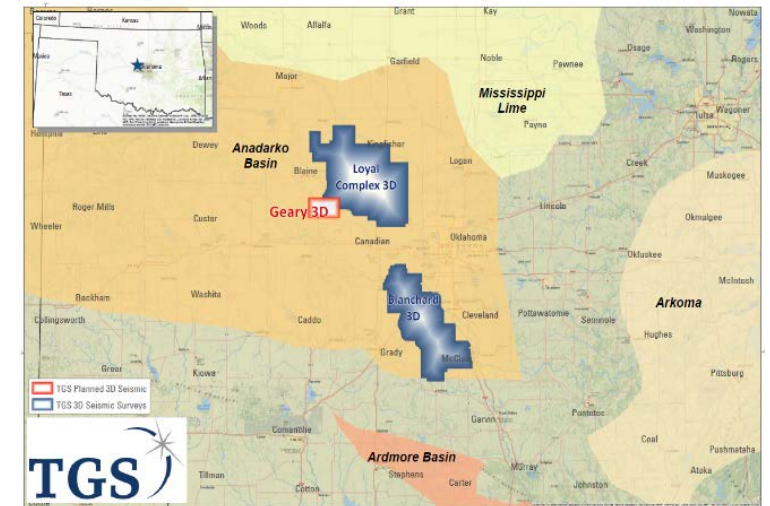 Grant
Kay
Nowata
Woods
Alfalfa
Washington
Colorado
Kansas
Osage
Rogers
Garfield
Noble
Pawnee
Major
Texas
Mississippi
Lime
Wagoner
Tulsa
Payne
Dewey
Anadarko
Basin
Kingfisher
Logan
Creek
Blaine
Loyal
Complex 3D
Muskogee
Roger Mills
Custer
Geary 3D
Lincoln
Okmulgee
Wheeler
Canadian
Oklahoma
Okfuskee
McIntosh
Beckham
Washita
Blanchard
3D
Arkoma
Collingsworth
Caddo
Cleveland
Pottawatomie
Seminole
Hughes
Grady
McClain
Greer
Kiowa
Pittsburg
TGS Planned 3D Seismic
TGS 3D Seismic Surveys
Comanche
Garvin
Pontotoc
Coal
Pushmataha
TGS
Ardmore Basin
Murray
Atoka
Tillman
Stephens
Cotton
Carter
Johnston